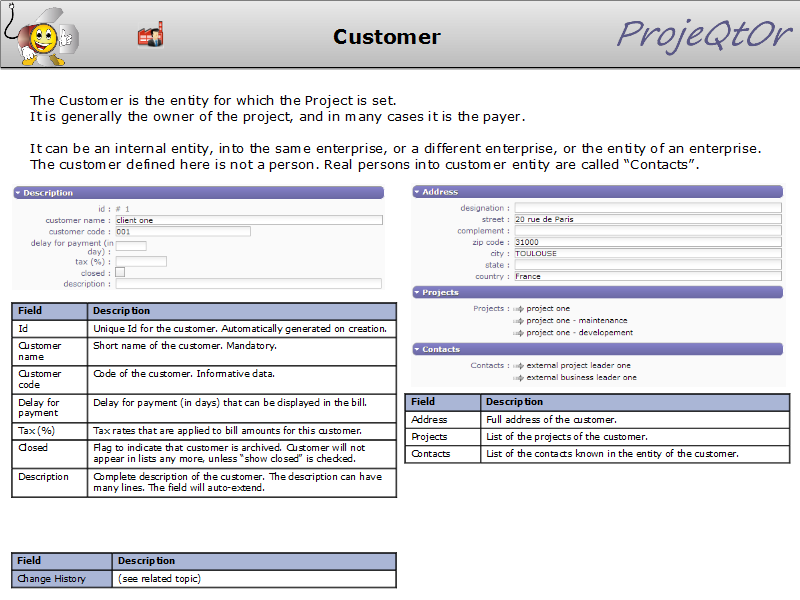 Customer
ProjeQtOr
The Customer is the entity for which the Project is set.
It is generally the owner of the project, and in many cases it is the payer.
It can be an internal entity, into the same enterprise, or a different enterprise, or the entity of an enterprise.
The customer defined here is not a person. Real persons into customer entity are called “Contacts”.
Description
id : # 1
customer name : client one
customer code : 001
delay for payment (in
day) :
tax (%) :
closed :
description :
Field Description
Id Unique Id for the customer. Automatically generated on creation.
Customer Short name of the customer. Mandatory.
name
Customer Code of the customer. Informative data.
code
Delay for Delay for payment (in days) that can be displayed in the bill.
payment
Tax (%) Tax rates that are applied to bill amounts for this customer.
Closed Flag to indicate that customer is archived. Customer will not
appear in lists any more, unless “show closed” is checked.
Description Complete description of the customer. The description can have
many lines. The field will auto-extend.
Address
designation :
street : 20 rue de Paris
complement :
zip code : 31000
city : TOULOUSE
state :
country : France
Projects
Projects : project one
project one - maintenance
project one - developement
Contacts
Contacts : external project leader one
external business leader one
Field Description
Address Full address of the customer.
Projects List of the projects of the customer.
Contacts List of the contacts known in the entity of the customer.
Field Description
Change History (see related topic)